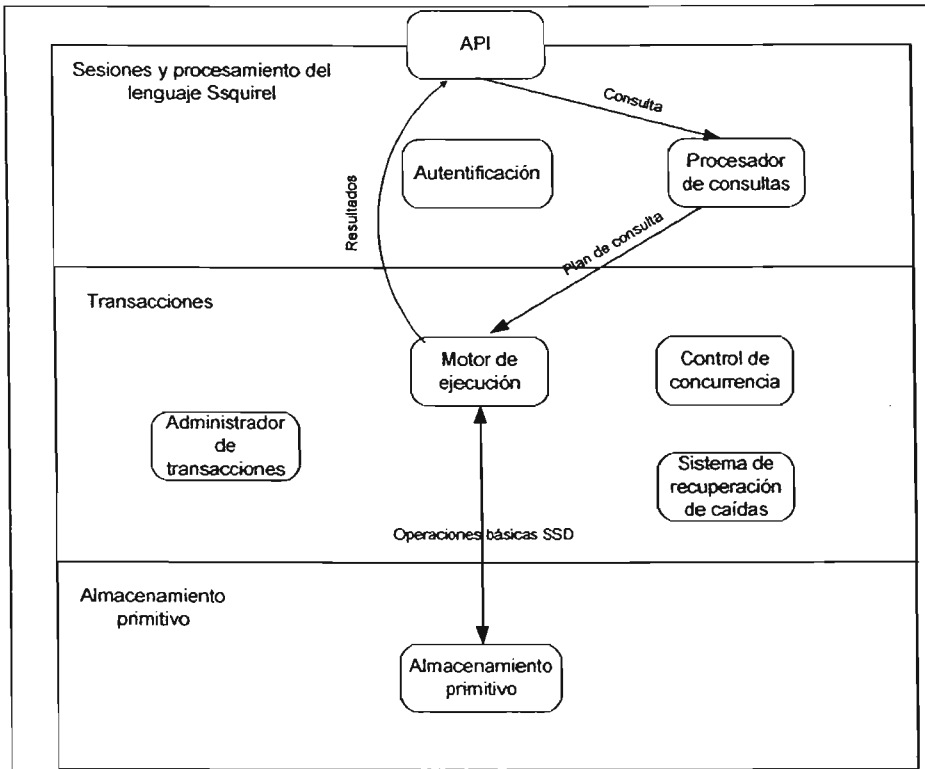 API
Sesiones y procesamiento del
lenguaje Ssquirel
Consulta
Autentificación
Procesador
de consultas
Resultados
Plan de consulta
Transacciones
Motor de
ejecución
Control de
concurrencia
Administrador
de
transacciones
Sistema de
recuperación
de caídas
Operaciones básicas SSD
Almacenamiento
primitivo
Almacenamiento
primitivo